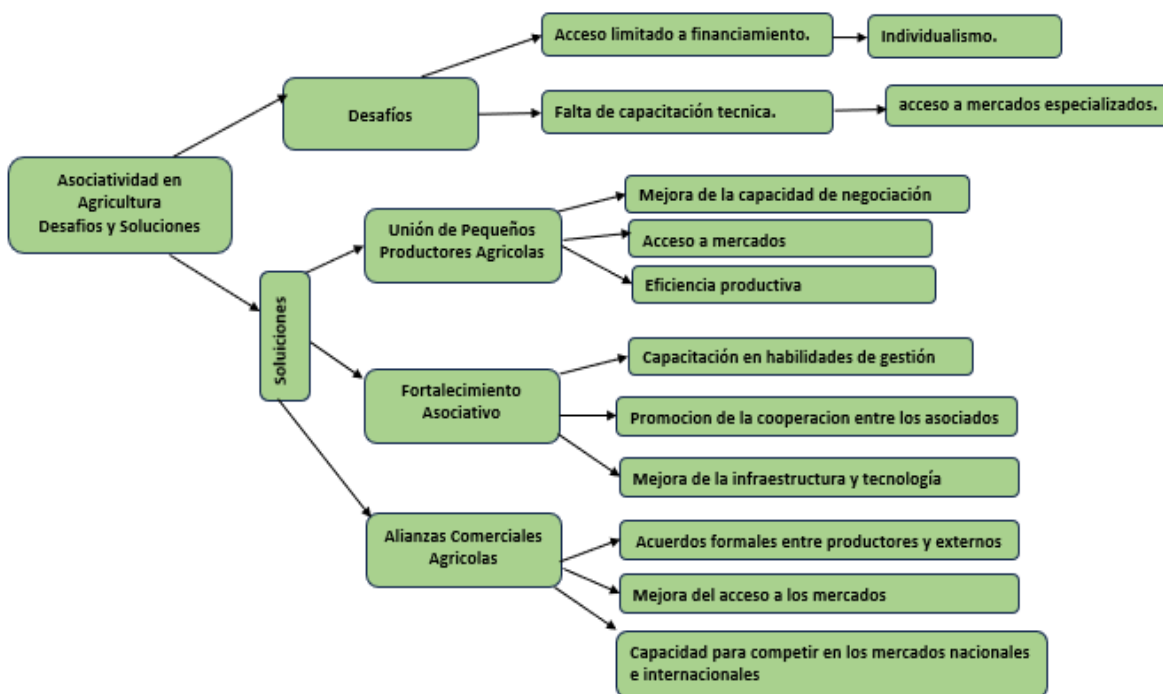 Acceso limitado a financiamiento.
Individualismo.
Desafíos
Falta de capacitación tecnica.
acceso a mercados especializados.
Asociatividad en
Agricultura
Desafios y Soluciones
Soluiciones
Unión de Pequeños
Productores Agricolas
Mejora de la capacidad de negociación
Acceso a mercados
Eficiencia productiva
Fortalecimiento
Asociativo
Capacitación en habilidades de gestión
Promocion de la cooperacion entre los asociados
Mejora de la infraestructura y tecnología
Alianzas Comerciales
Agricolas
Acuerdos formales entre productores y externos
Mejora del acceso a los mercados
Capacidad para competir en los mercados nacionales
e internacionales